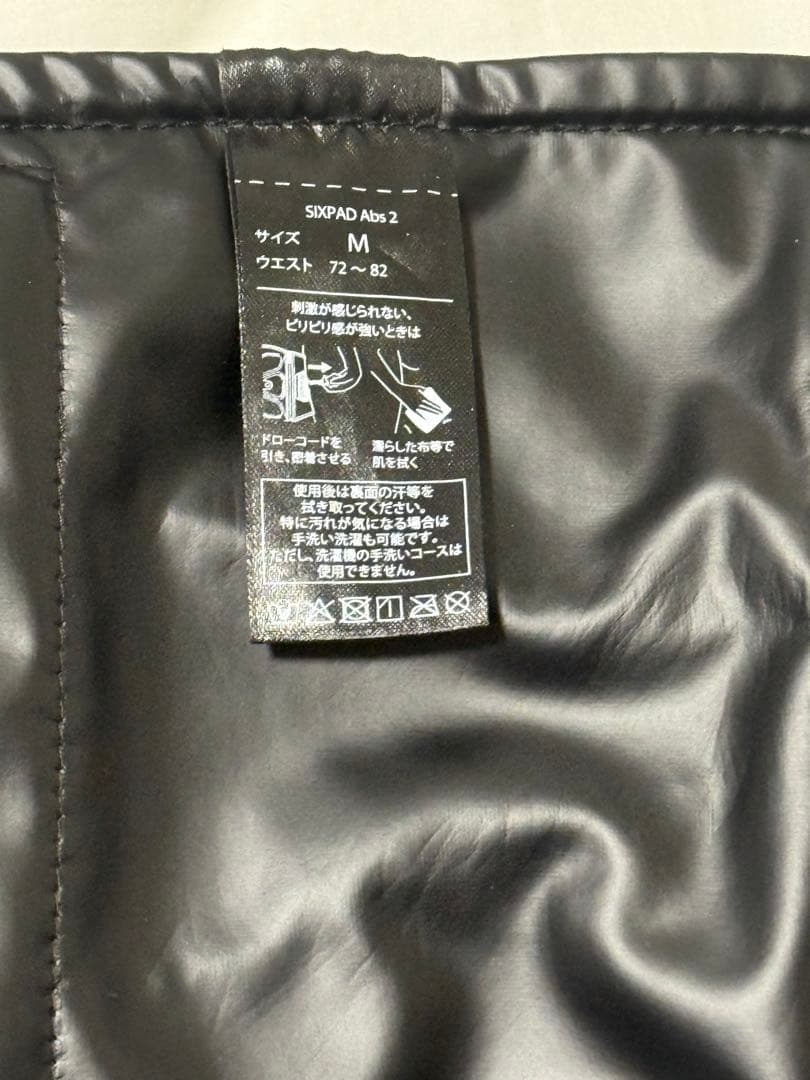 SIXPAD Abs 2
サイズ M
ウエスト 72～82
刺激が感じられない、
ピリピリ感が強いときは
ドローコードを
引き、密着させる
濡らした布等で
肌を拭く
使用後は裏面の汗等を
拭き取ってください。
特に汚れが気になる場合は
手洗い洗濯も可能です。
ただし、洗濯機の手洗いコースは
使用できません。